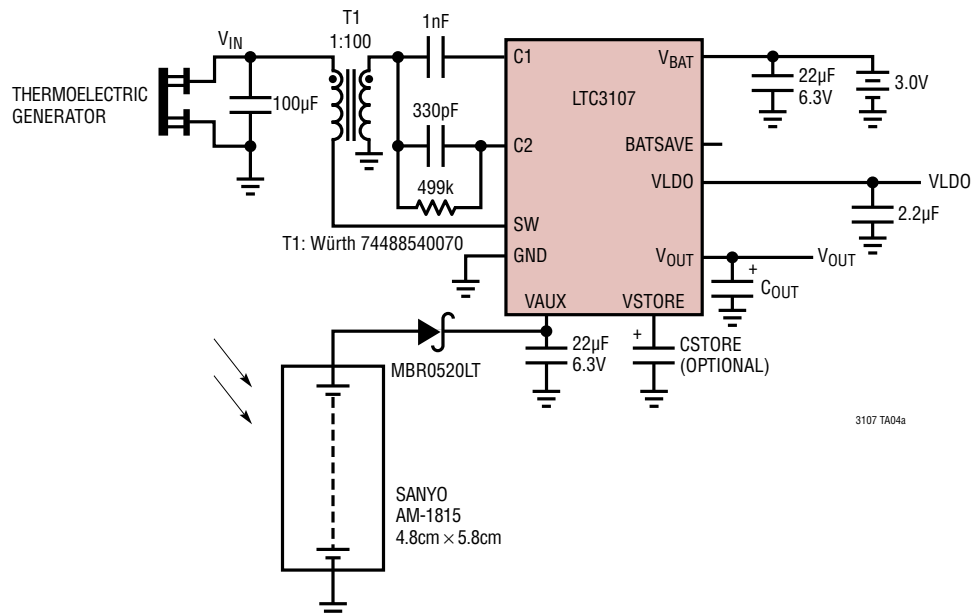 T1
1:100
1nF
V_IN
THERMOELECTRIC
GENERATOR
100µF
330pF
499k
T1: Würth 74488540070
C1
C2
SW
GND
LTC3107
V_BAT
BATSAVE
VLDO
V_OUT
VAUX
VSTORE
22µF
6.3V
3.0V
VLDO
2.2µF
V_OUT
+
C_OUT
MBR0520LT
22µF
6.3V
+
CSTORE
(OPTIONAL)
3107 TA04a
SANYO
AM-1815
4.8cm × 5.8cm